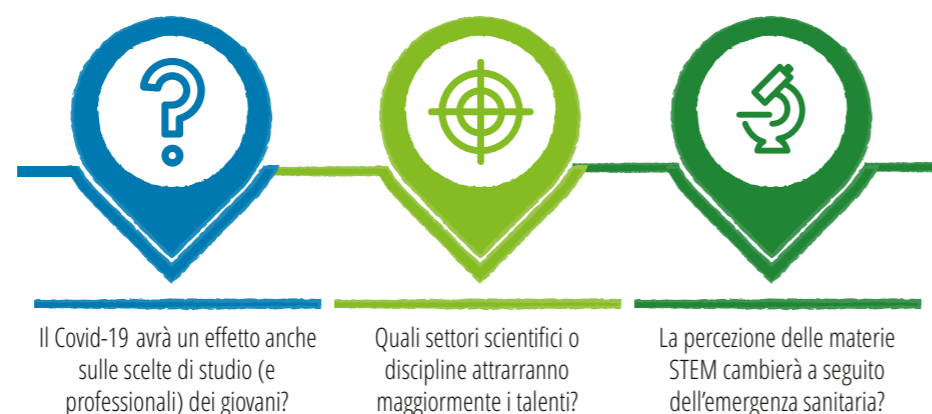 Il Covid-19 avrà un effetto anche
sulle scelte di studio (e
professionali) dei giovani?
Quali settori scientifici o
discipline attrarranno
maggiormente i talenti?
La percezione delle materie
STEM cambierà a seguito
dell'emergenza sanitaria?